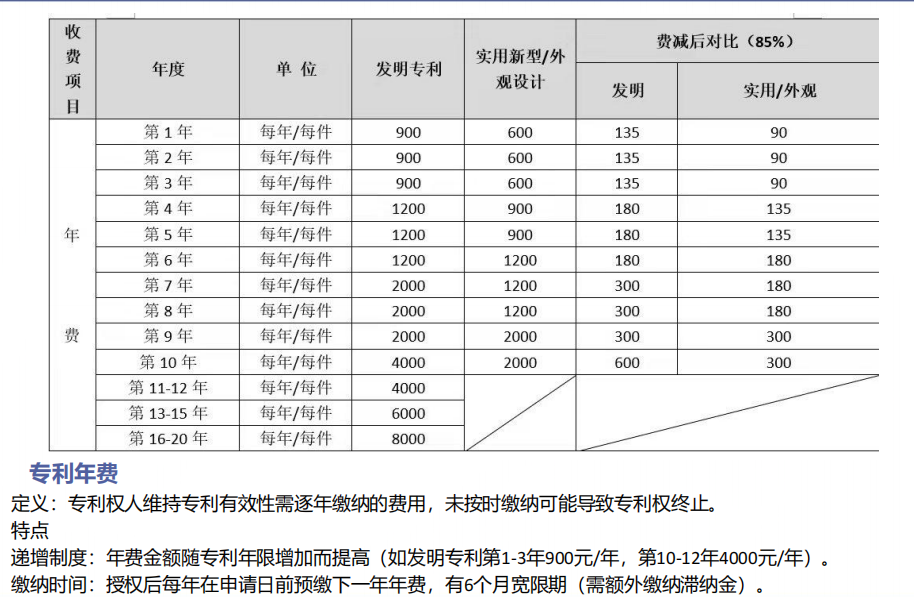 收费项目 年度 单 位 发明专利 实用新型/外观设计 费减后对比（85%）
发明 实用/外观
年费
第 1 年 每年/每件 900 600 135 90
第 2 年 每年/每件 900 600 135 90
第 3 年 每年/每件 900 600 135 90
第 4 年 每年/每件 1200 900 180 135
第 5 年 每年/每件 1200 900 180 135
第 6 年 每年/每件 1200 1200 180 180
第 7 年 每年/每件 2000 1200 300 180
第 8 年 每年/每件 2000 1200 300 180
第 9 年 每年/每件 2000 2000 300 300
第 10 年 每年/每件 4000 2000 600 300
第 11-12 年 每年/每件 4000
第 13-15 年 每年/每件 6000
第 16-20 年 每年/每件 8000
专利年费
定义：专利权人维持专利有效性需逐年缴纳的费用，未按时缴纳可能导致专利权终止。
特点
递增制度：年费金额随专利年限增加而提高（如发明专利第1-3年900元/年，第10-12年4000元/年）。
缴纳时间：授权后每年在申请日前预缴下一年年费，有6个月宽限期（需额外缴纳滞纳金）。